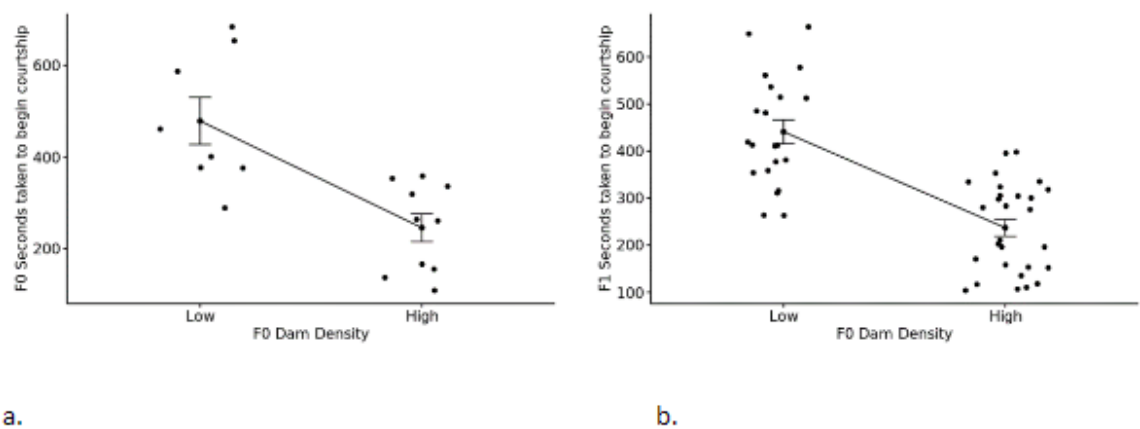 F0 Seconds taken to begin courtship
600
400
200
Low High
F0 Dam Density
F1 Seconds taken to begin courtship
600
500
400
300
200
100
Low High
F0 Dam Density
a. b.